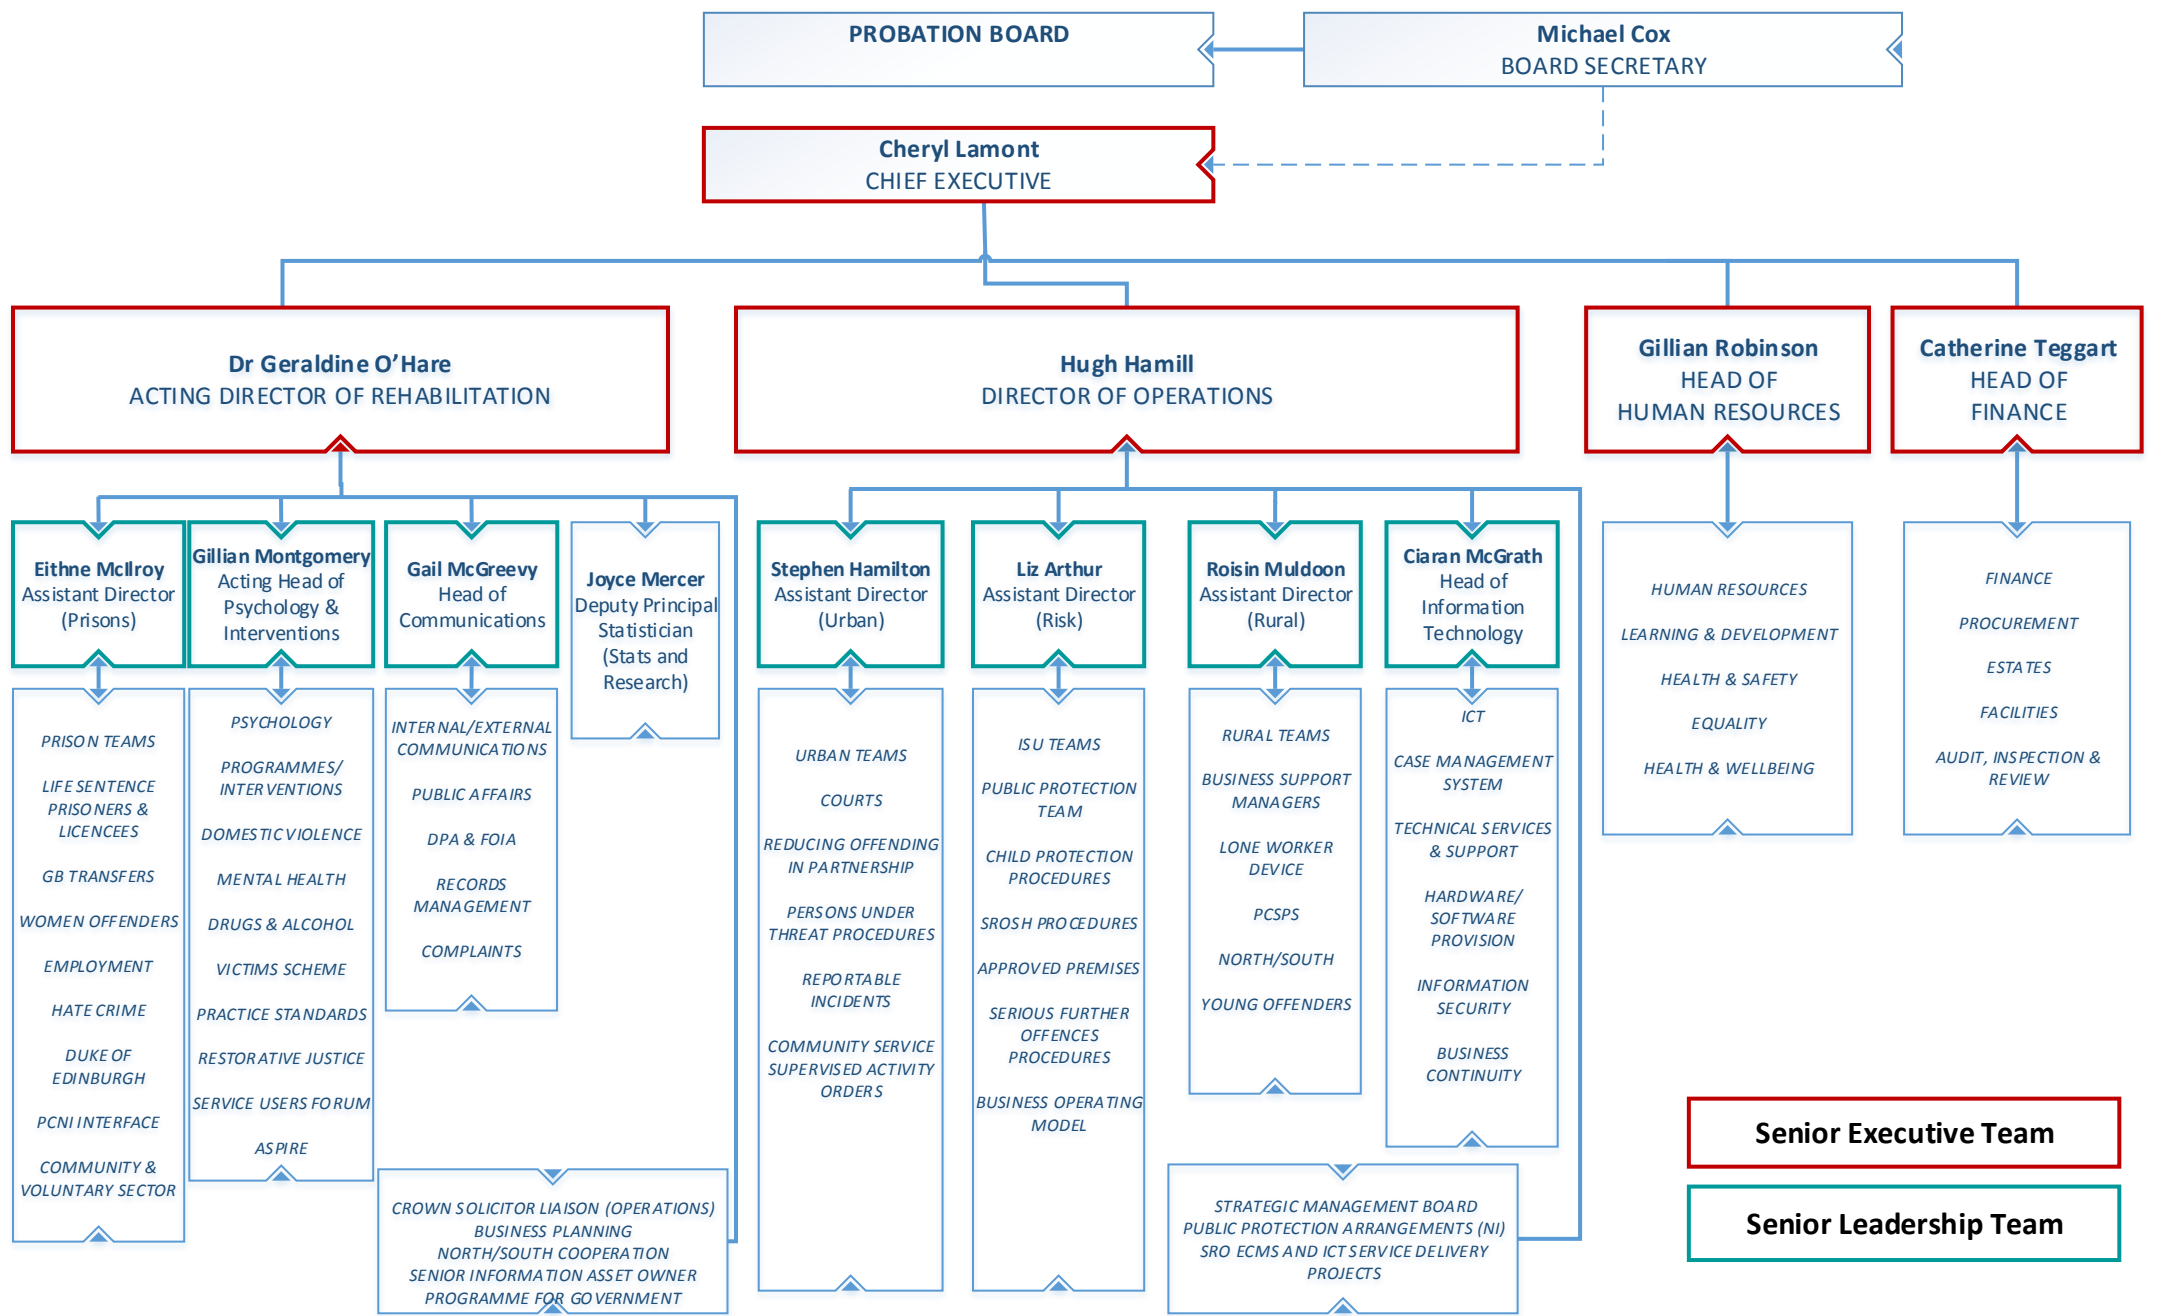 PROBATION BOARD
Michael Cox
BOARD SECRETARY
Cheryl Lamont
CHIEF EXECUTIVE
Dr Geraldine O’Hare
ACTING DIRECTOR OF REHABILITATION
Hugh Hamill
DIRECTOR OF OPERATIONS
Gillian Robinson
HEAD OF
HUMAN RESOURCES
Catherine Teggart
HEAD OF
FINANCE
Eithne McIlroy
Assistant Director
(Prisons)
Gillian Montgomery
Acting Head of
Psychology &
Interventions
Gail McGreevy
Head of
Communications
Joyce Mercer
Deputy Principal
Statistician
(Stats and
Research)
Stephen Hamilton
Assistant Director
(Urban)
Liz Arthur
Assistant Director
(Risk)
Roisin Muldoon
Assistant Director
(Rural)
Ciaran McGrath
Head of
Information
Technology
HUMAN RESOURCES
LEARNING & DEVELOPMENT
HEALTH & SAFETY
EQUALITY
HEALTH & WELLBEING
FINANCE
PROCUREMENT
ESTATES
FACILITIES
AUDIT, INSPECTION &
REVIEW
PRISON TEAMS
LIFE SENTENCE
PRISONERS &
LICENCEES
GB TRANSFERS
WOMEN OFFENDERS
EMPLOYMENT
HATE CRIME
DUKE OF
EDINBURGH
PCNI INTERFACE
COMMUNITY &
VOLUNTARY SECTOR
PSYCHOLOGY
PROGRAMMES/
INTERVENTIONS
DOMESTIC VIOLENCE
MENTAL HEALTH
DRUGS & ALCOHOL
VICTIMS SCHEME
PRACTICE STANDARDS
RESTORATIVE JUSTICE
SERVICE USERS FORUM
ASPIRE
INTERNAL/EXTERNAL
COMMUNICATIONS
PUBLIC AFFAIRS
DPA & FOIA
RECORDS
MANAGEMENT
COMPLAINTS
URBAN TEAMS
COURTS
REDUCING OFFENDING
IN PARTNERSHIP
PERSONS UNDER
THREAT PROCEDURES
REPORTABLE
INCIDENTS
COMMUNITY SERVICE
SUPERVISED ACTIVITY
ORDERS
ISU TEAMS
PUBLIC PROTECTION
TEAM
CHILD PROTECTION
PROCEDURES
SROSH PROCEDURES
APPROVED PREMISES
SERIOUS FURTHER
OFFENCES
PROCEDURES
BUSINESS OPERATING
MODEL
RURAL TEAMS
BUSINESS SUPPORT
MANAGERS
LONE WORKER
DEVICE
PCSPS
NORTH/SOUTH
YOUNG OFFENDERS
ICT
CASE MANAGEMENT
SYSTEM
TECHNICAL SERVICES
& SUPPORT
HARDWARE/
SOFTWARE
PROVISION
INFORMATION
SECURITY
BUSINESS
CONTINUITY
CROWN SOLICITOR LIAISON (OPERATIONS)
BUSINESS PLANNING
NORTH/SOUTH COOPERATION
SENIOR INFORMATION ASSET OWNER
PROGRAMME FOR GOVERNMENT
STRATEGIC MANAGEMENT BOARD
PUBLIC PROTECTION ARRANGEMENTS (NI)
SRO ECMS AND ICT SERVICE DELIVERY
PROJECTS
Senior Executive Team
Senior Leadership Team